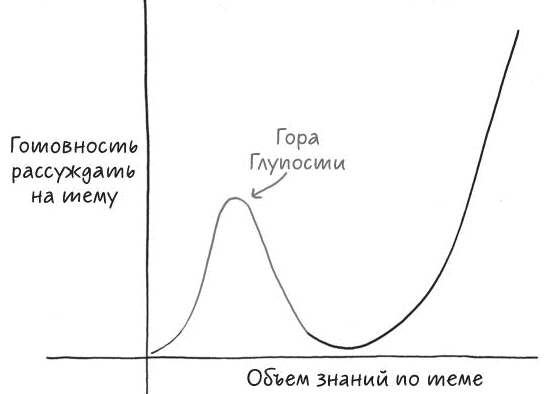 Гора
Глупости
Готовность
рассуждать
на тему
Объем знаний по теме